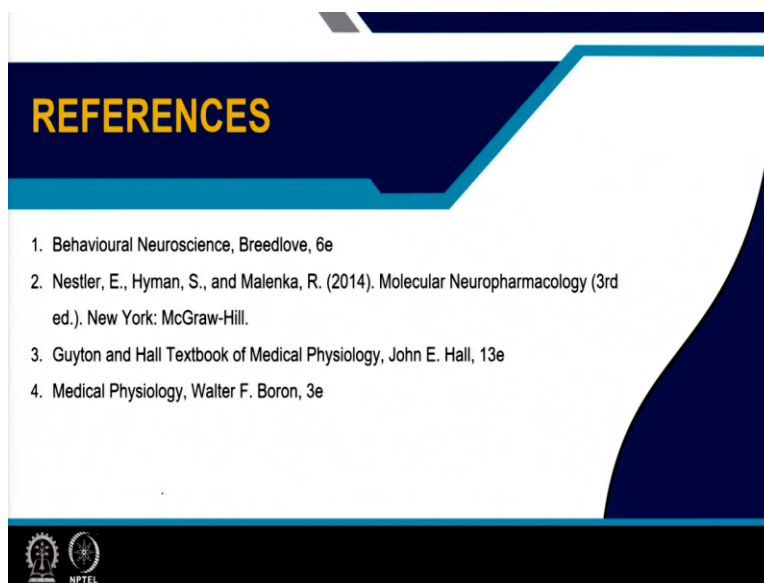 REFERENCES
1. Behavioural Neuroscience, Breedlove, 6e
2. Nestler, E., Hyman, S., and Malenka, R. (2014). Molecular Neuropharmacology (3rd
ed.). New York: McGraw-Hill.
3. Guyton and Hall Textbook of Medical Physiology, John E. Hall, 13e
4. Medical Physiology, Walter F. Boron, 3e
NPTEL